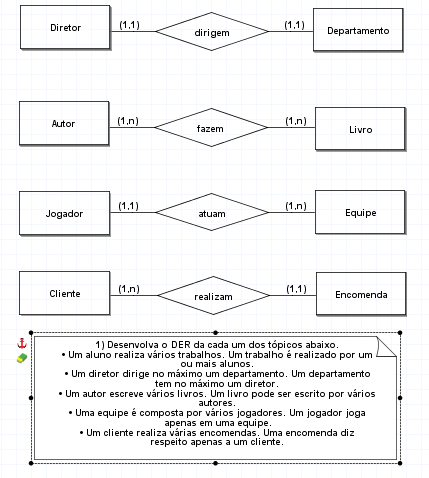 Diretor (1,1) dirigem (1,1) Departamento
Autor (1,n) fazem (1,n) Livro
Jogador (1,1) atuam (1,n) Equipe
Cliente (1,n) realizam (1,1) Encomenda
1) Desenvolva o DER da cada um dos tópicos abaixo.
• Um aluno realiza vários trabalhos. Um trabalho é realizado por um
ou mais alunos.
• Um diretor dirige no máximo um departamento. Um departamento
tem no máximo um diretor.
• Um autor escreve vários livros. Um livro pode ser escrito por vários
autores.
• Uma equipe é composta por vários jogadores. Um jogador joga
apenas em uma equipe.
• Um cliente realiza várias encomendas. Uma encomenda diz
respeito apenas a um cliente.